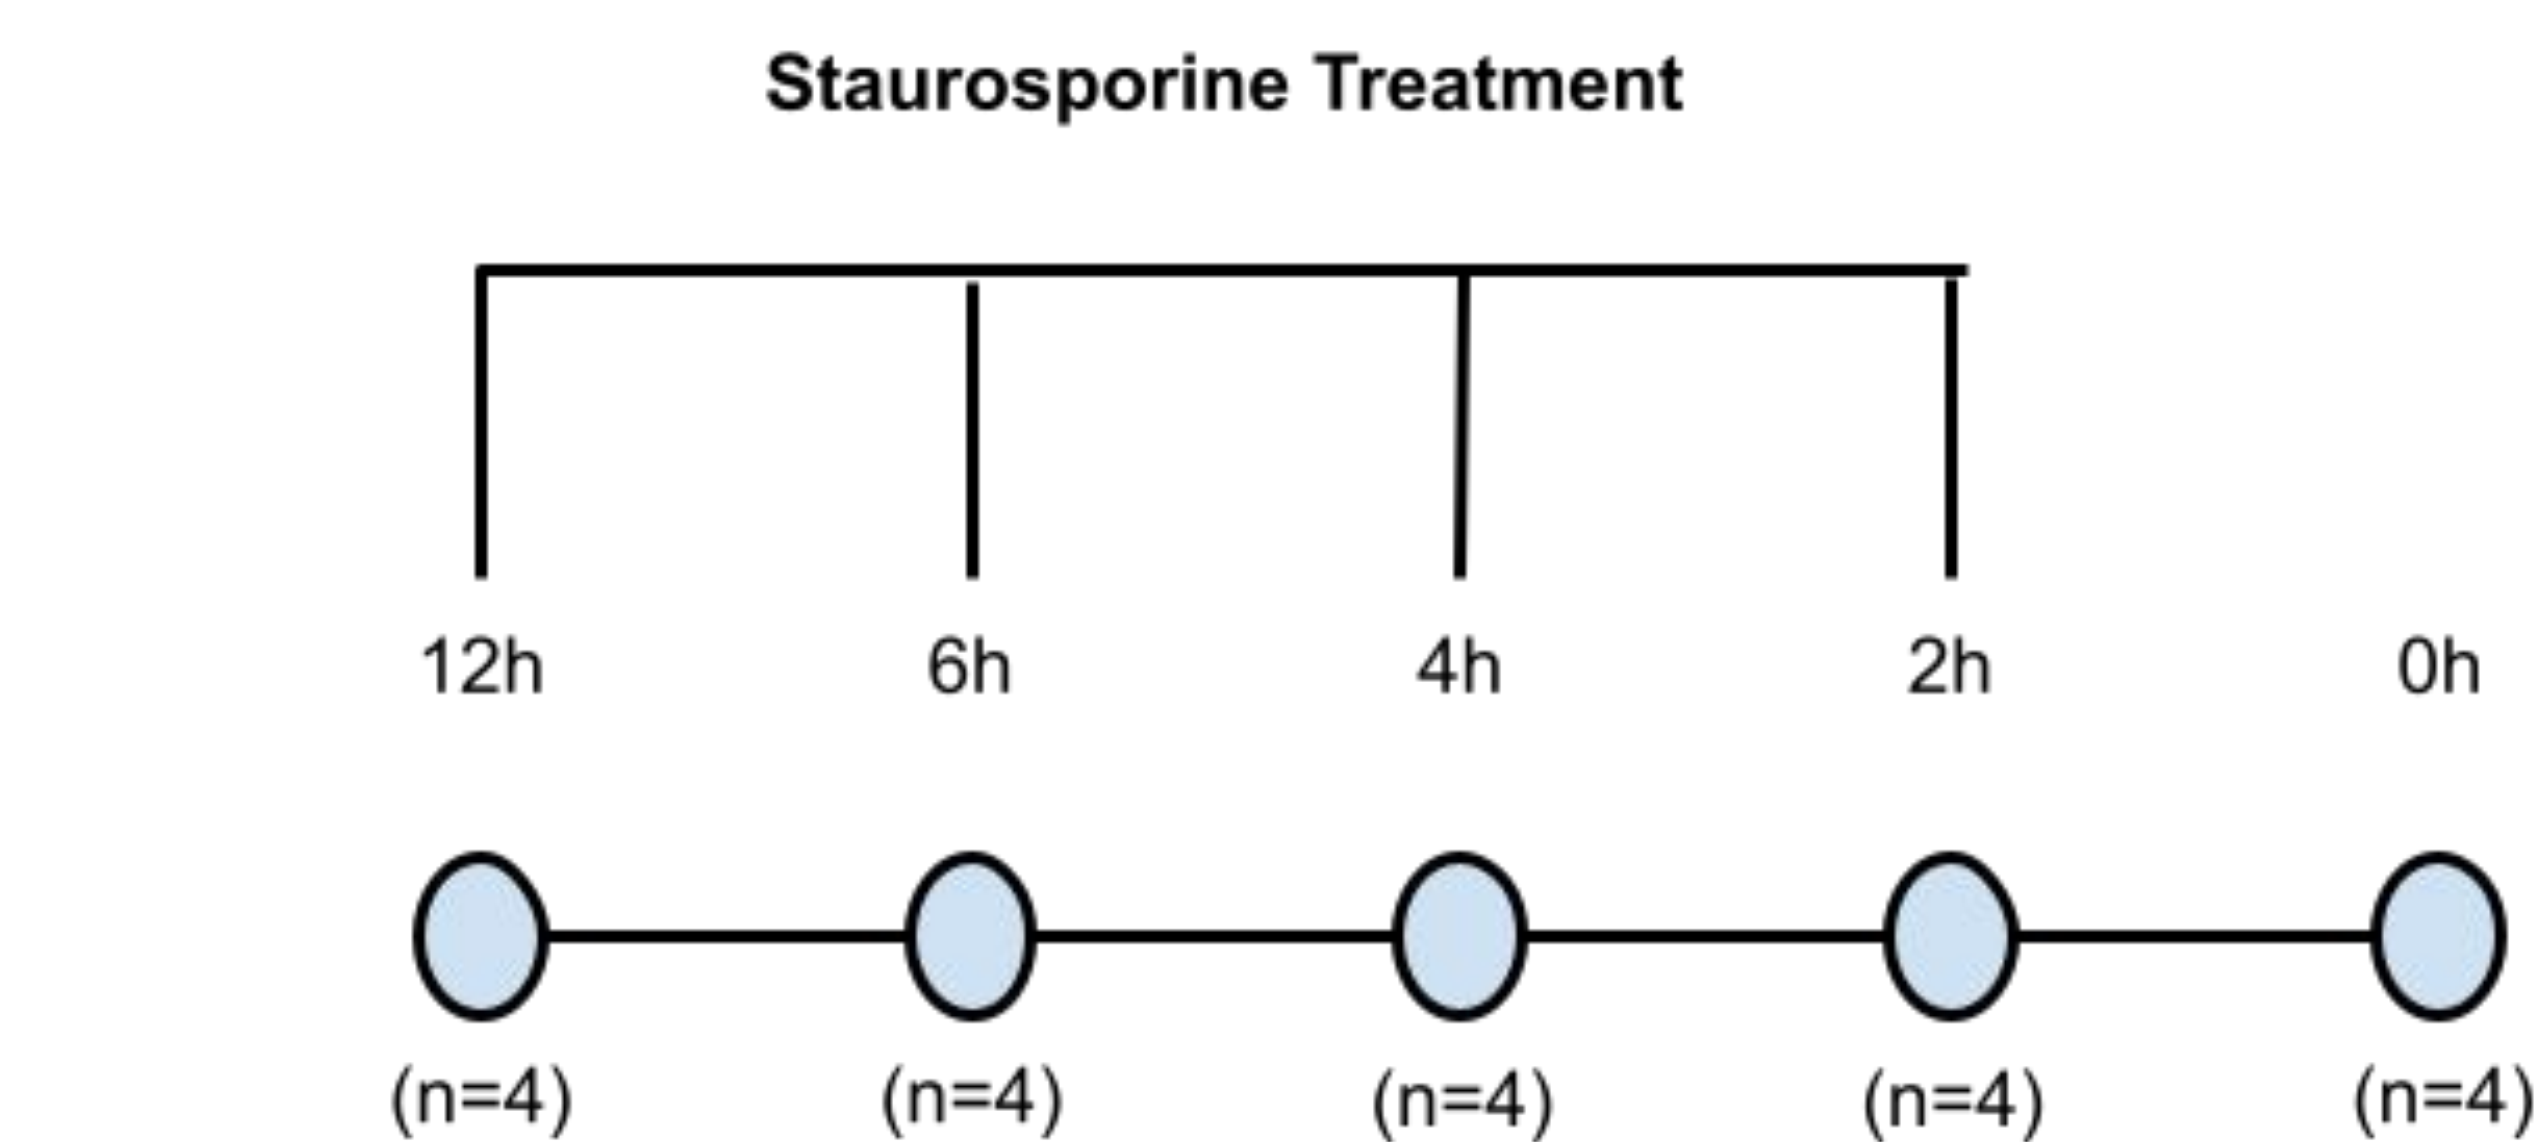 Staurosporine Treatment
12h 6h 4h 2h 0h
(n=4) (n=4) (n=4) (n=4) (n=4)